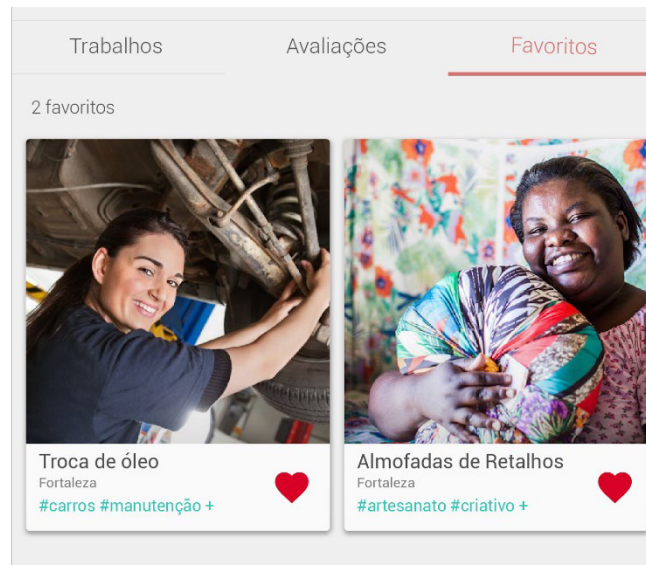 Trabalhos Avaliações Favoritos
2 favoritos
Troca de óleo
Fortaleza
#carros #manutenção +
Almofadas de Retalhos
Fortaleza
#artesanato #criativo +